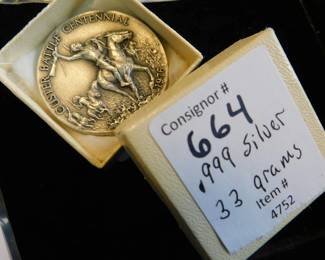 CUSTER BATTLE CENTENNIAL
Consignor #
664
.999 Silver
33 grams
Item #
4752